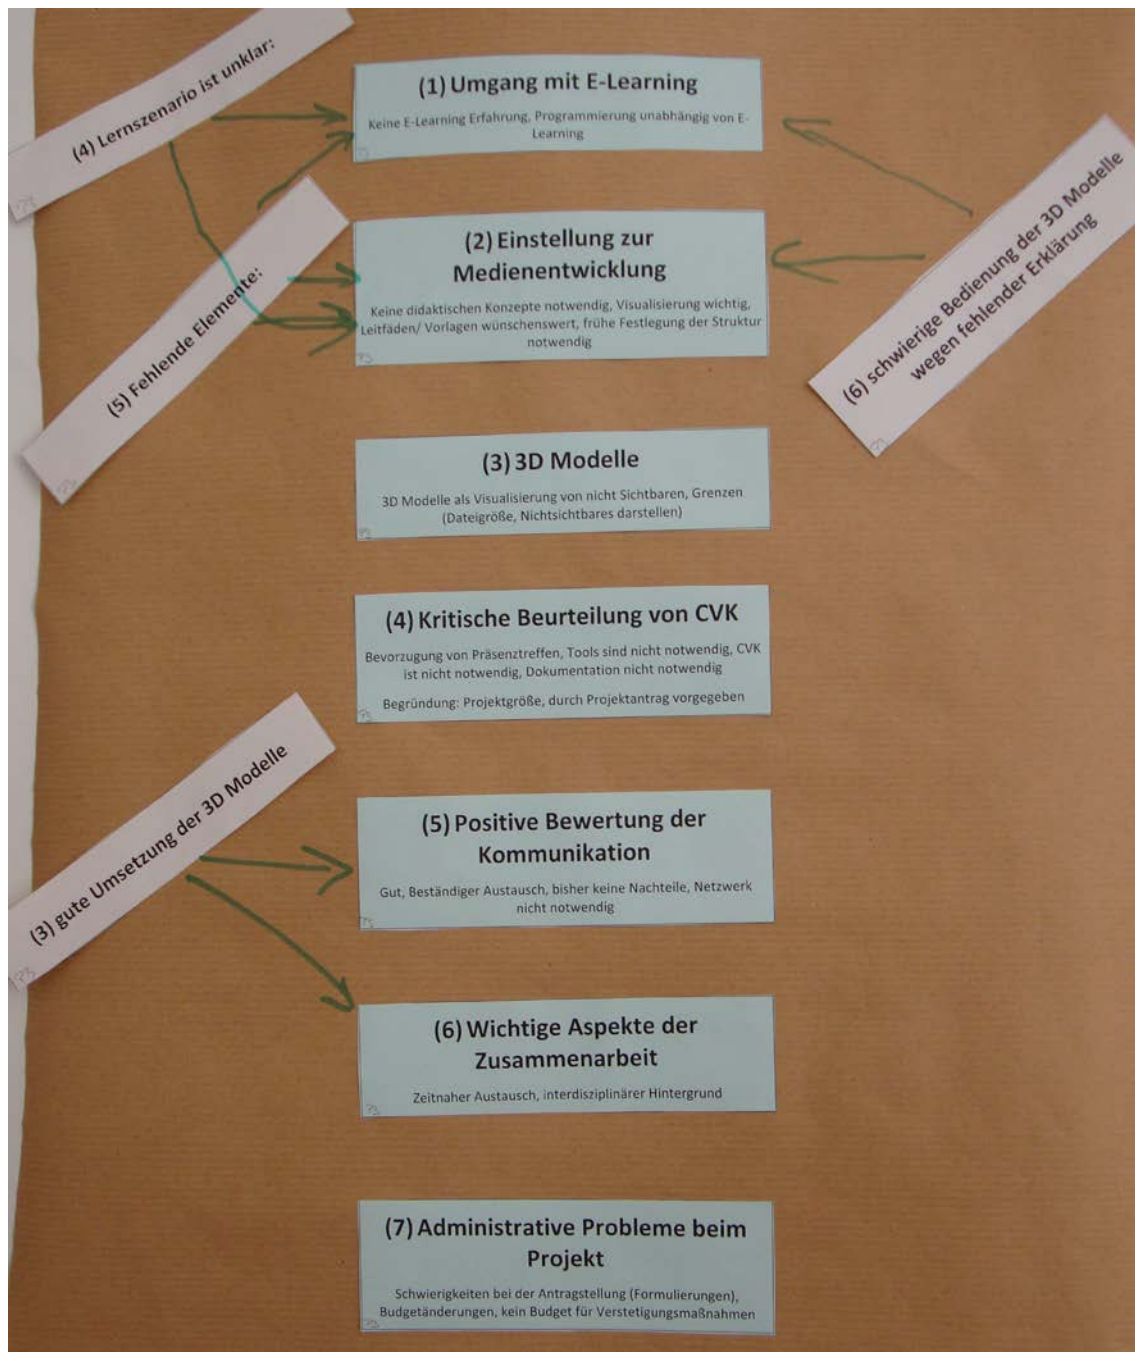 (4) Lernszenario ist unklar:
(1) Umgang mit E-Learning
Keine E-Learning Erfahrung, Programmierung unabhängig von E-
Learning
(5) Fehlende Elemente:
(2) Einstellung zur
Medienentwicklung
Keine didaktischen Konzepte notwendig, Visualisierung wichtig,
Leitfäden/ Vorlagen wünschenswert, frühe Festlegung der Struktur
notwendig
(6) schwierige Bedienung der 3D Modelle
wegen fehlender Erklärung
(3) 3D Modelle
3D Modelle als Visualisierung von nicht Sichtbaren, Grenzen
(Dateigröße, Nichtsichtbares darstellen)
(4) Kritische Beurteilung von CVK
Bevorzugung von Präsenztreffen, Tools sind nicht notwendig, CVK
ist nicht notwendig, Dokumentation nicht notwendig
Begründung: Projektgröße, durch Projektantrag vorgegeben
(3) gute Umsetzung der 3D Modelle
(5) Positive Bewertung der
Kommunikation
Gut, Beständiger Austausch, bisher keine Nachteile, Netzwerk
nicht notwendig
(6) Wichtige Aspekte der
Zusammenarbeit
Zeitnaher Austausch, interdisziplinärer Hintergrund
(7) Administrative Probleme beim
Projekt
Schwierigkeiten bei der Antragstellung (Formulierungen),
Budgetänderungen, kein Budget für Verstetigungsmaßnahmen